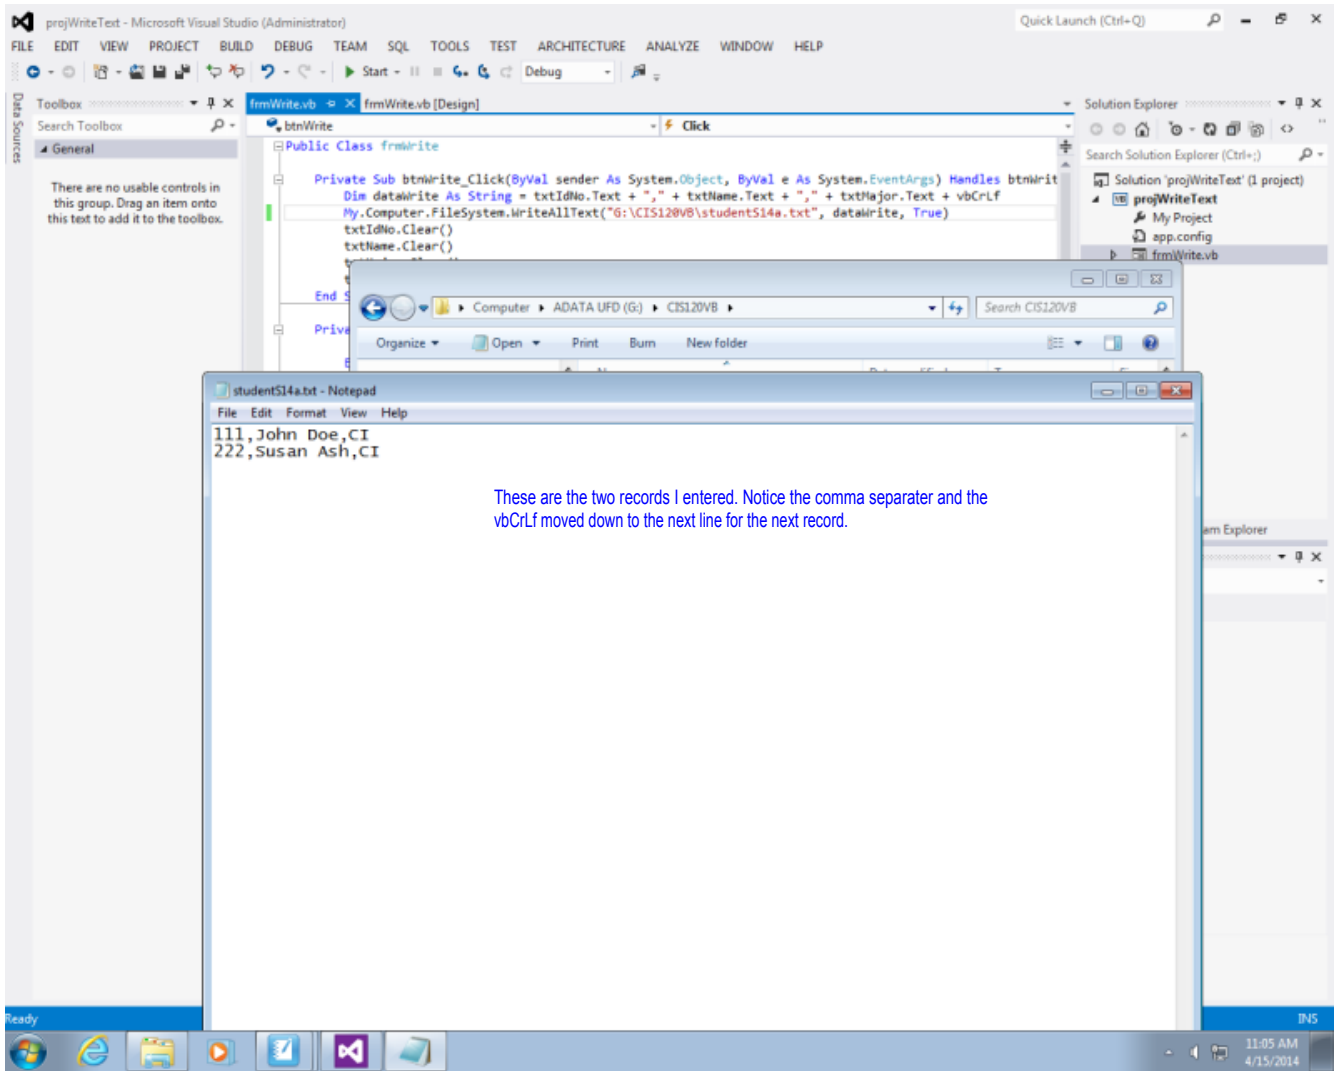 projWriteText - Microsoft Visual Studio (Administrator)
Quick Launch (Ctrl+Q)
FILE EDIT VIEW PROJECT BUILD DEBUG TEAM SQL TOOLS TEST ARCHITECTURE ANALYZE WINDOW HELP
Start
Debug
Data Sources
Toolbox
Search Toolbox
General
There are no usable controls in
this group. Drag an item onto
this text to add it to the toolbox.
frmWrite.vb
frmWrite.vb [Design]
btnWrite
Click
Public Class frmWrite
Private Sub btnWrite_Click(ByVal sender As System.Object, ByVal e As System.EventArgs) Handles btnWrit
Dim dataWrite As String = txtIdNo.Text + "," + txtName.Text + "," + txtMajor.Text + vbCrLf
My.Computer.FileSystem.WriteAllText("G:\CIS120VB\studentS14a.txt", dataWrite, True)
txtIdNo.Clear()
txtName.Clear()
End S
Priva
Solution Explorer
Search Solution Explorer (Ctrl+;)
Solution 'projWriteText' (1 project)
projWriteText
My Project
app.config
frmWrite.vb
Computer
ADATA UFD (G:)
CIS120VB
Search CIS120VB
Organize
Open
Print
Burn
New folder
studentS14a.txt - Notepad
File Edit Format View Help
111,John Doe,CI
222,Susan Ash,CI
These are the two records I entered. Notice the comma separater and the
vbCrLf moved down to the next line for the next record.
am Explorer
Ready
INS
11:05 AM
4/15/2014